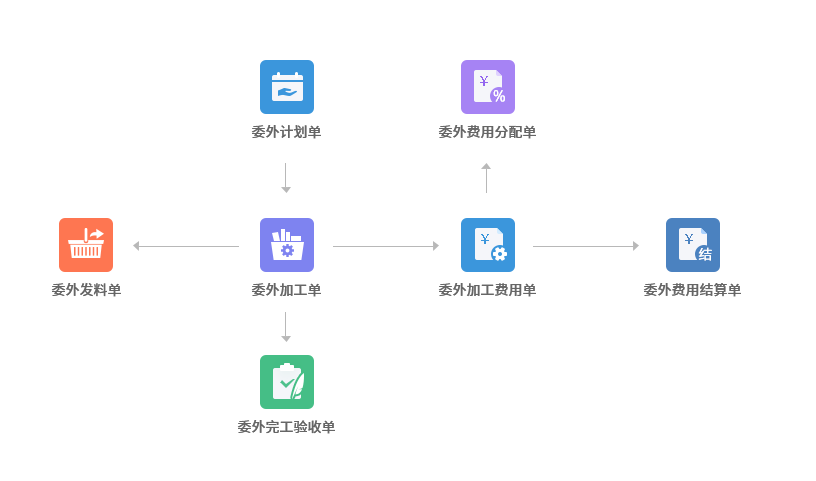 ¥
%
委外计划单
委外费用分配单
¥
¥
结
委外发料单
委外加工单
委外加工费用单
委外费用结算单
委外完工验收单